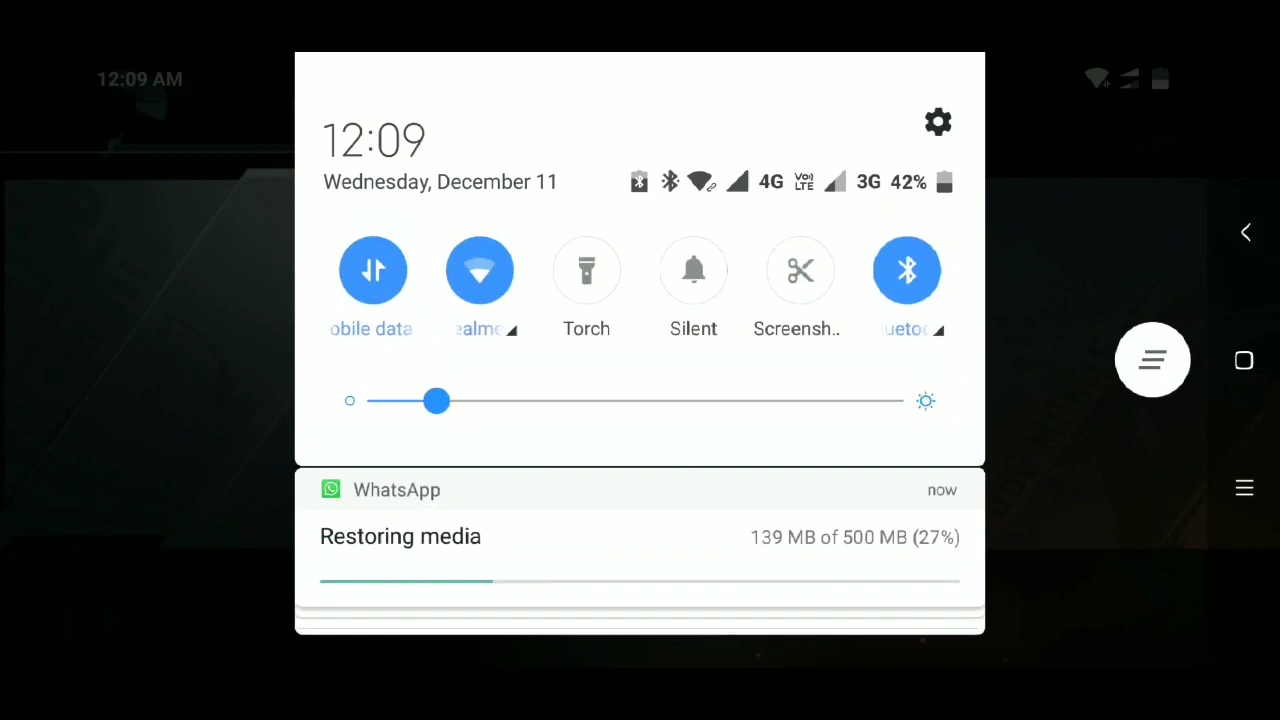 12:09 AM
12:09
Wednesday, December 11
4G VoLTE 3G 42%
obile data
ealme
Torch
Silent
Screensh..
uetoo
WhatsApp
now
Restoring media
139 MB of 500 MB (27%)